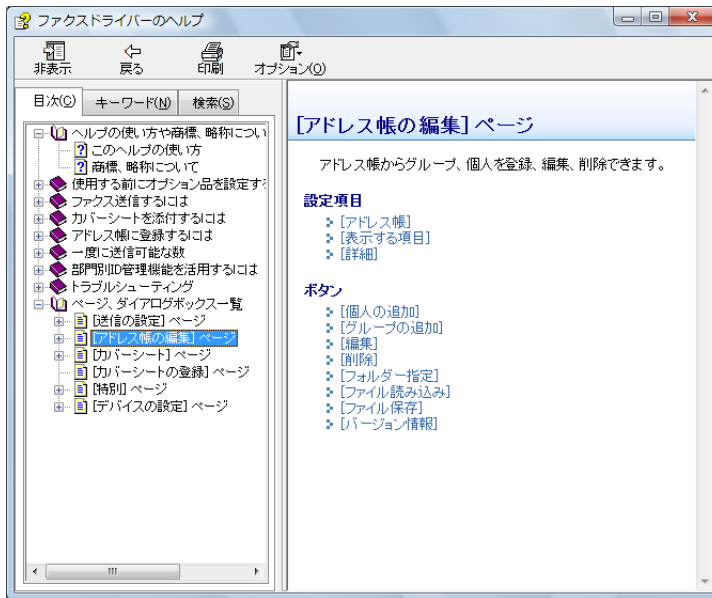 ファクスドライバーのヘルプ
非表示 戻る 印刷 オプション(O)
目次(C) キーワード(N) 検索(S)
ヘルプの使い方や商標、略称につい
このヘルプの使い方
商標、略称について
使用する前にオプション品を設定す
ファクス送信するには
カバーシートを添付するには
アドレス帳に登録するには
一度に送信可能な数
部門別ID管理機能を活用するには
トラブルシューティング
ページ、ダイアログボックス一覧
[送信の設定] ページ
[アドレス帳の編集] ページ
[カバーシート] ページ
[カバーシートの登録] ページ
[特別] ページ
[デバイスの設定] ページ
[アドレス帳の編集] ページ
アドレス帳からグループ、個人を登録、編集、削除できます。
設定項目
[アドレス帳]
[表示する項目]
[詳細]
ボタン
[個人の追加]
[グループの追加]
[編集]
[削除]
[フォルダー指定]
[ファイル読み込み]
[ファイル保存]
[バージョン情報]